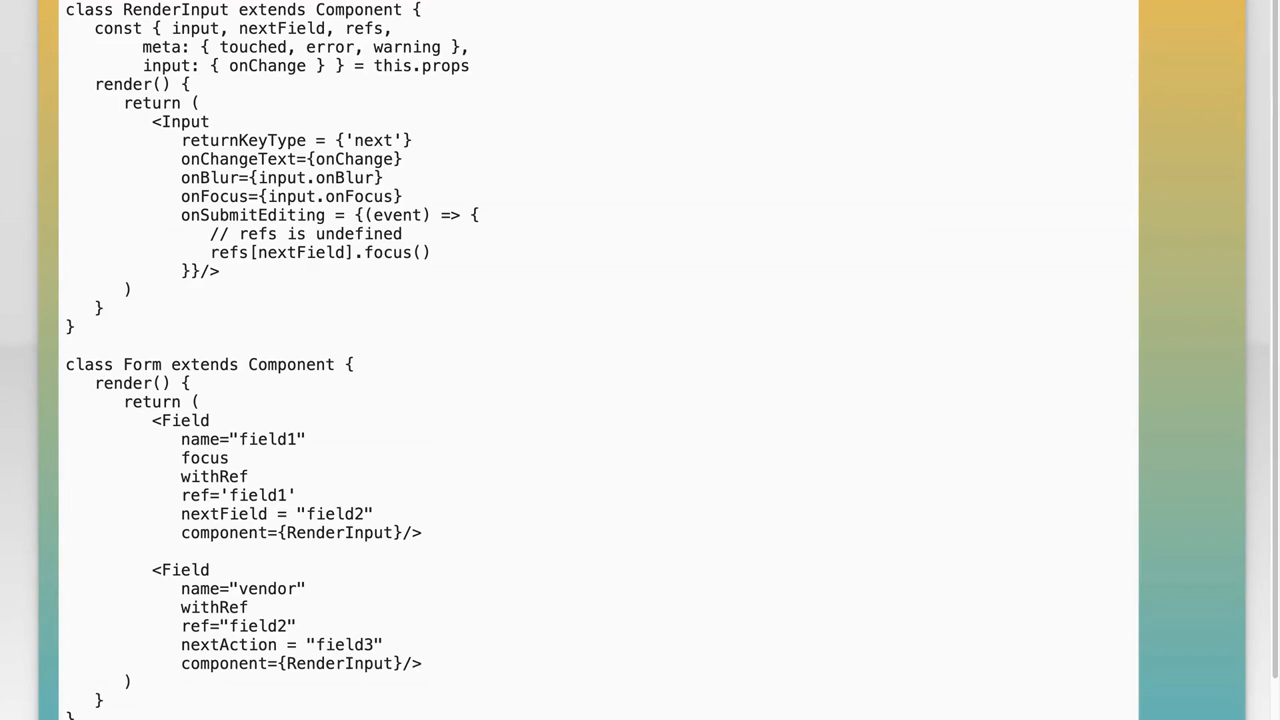 class RenderInput extends Component {
const { input, nextField, refs,
meta: { touched, error, warning },
input: { onChange } } = this.props
render() {
return (
<Input
returnKeyType = {'next'}
onChangeText={onChange}
onBlur={input.onBlur}
onFocus={input.onFocus}
onSubmitEditing = {(event) => {
// refs is undefined
refs[nextField].focus()
}}/>
)
}
}
class Form extends Component {
render() {
return (
<Field
name="field1"
focus
withRef
ref='field1'
nextField = "field2"
component={RenderInput}/>
<Field
name="vendor"
withRef
ref="field2"
nextAction = "field3"
component={RenderInput}/>
)
}
}